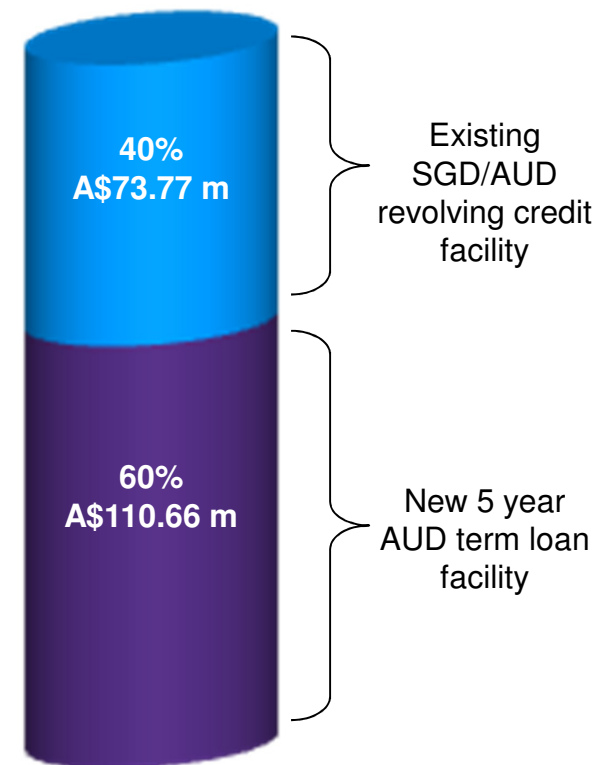 40%
A$73.77 m
Existing
SGD/AUD
revolving credit
facility
60%
A$110.66 m
New 5 year
AUD term loan
facility